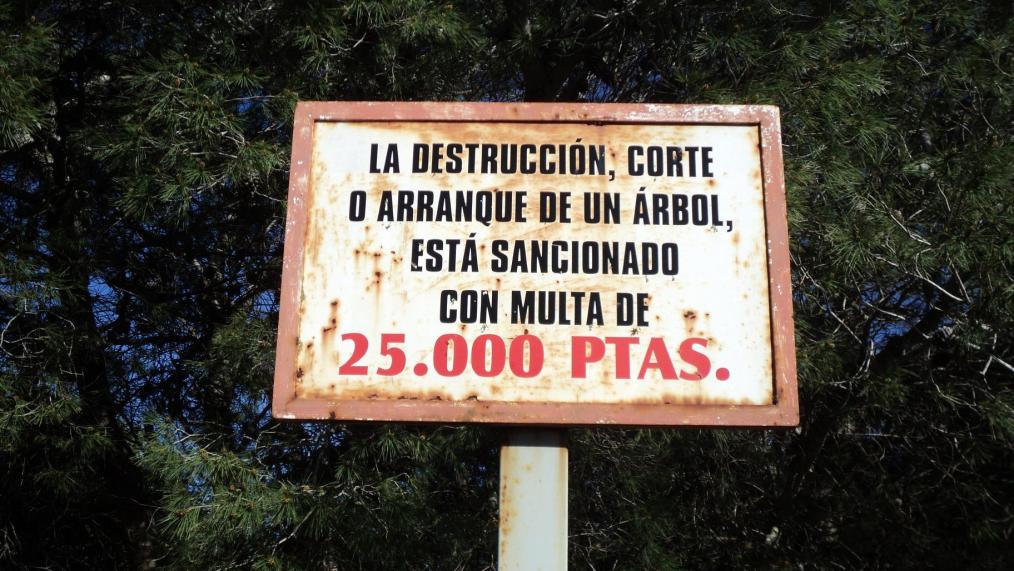 LA DESTRUCCIÓN, CORTE
O ARRANQUE DE UN ÁRBOL,
ESTÁ SANCIONADO
CON MULTA DE
25.000 PTAS.